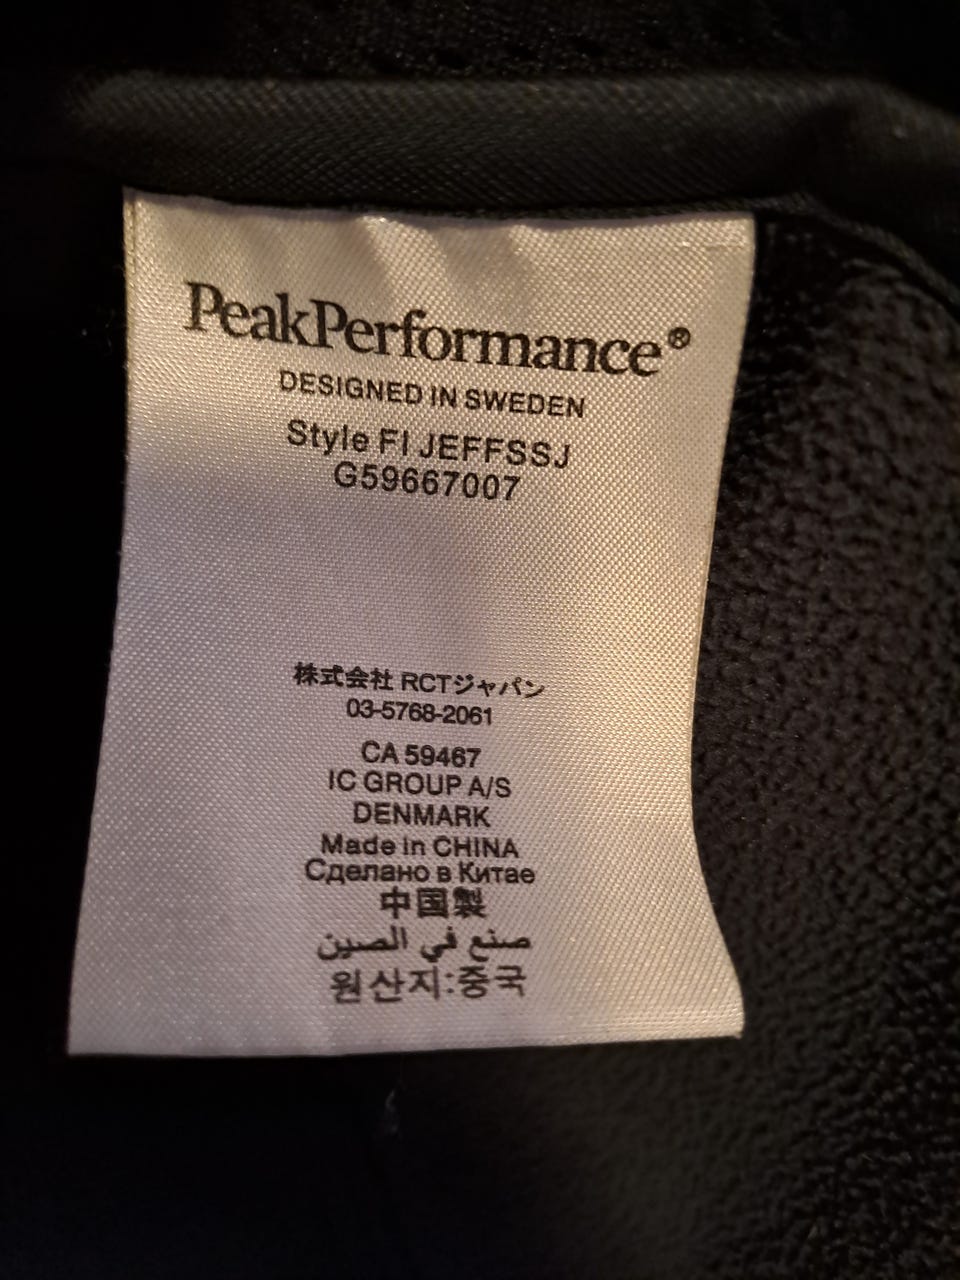 PeakPerformance®
DESIGNED IN SWEDEN
Style FI JEFFSSJ
G59667007
株式会社 RCTジャパン
03-5768-2061
CA 59467
IC GROUP A/S
DENMARK
Made in CHINA
Сделано в Китае
中国製
صنع في الصين
원산지:중국